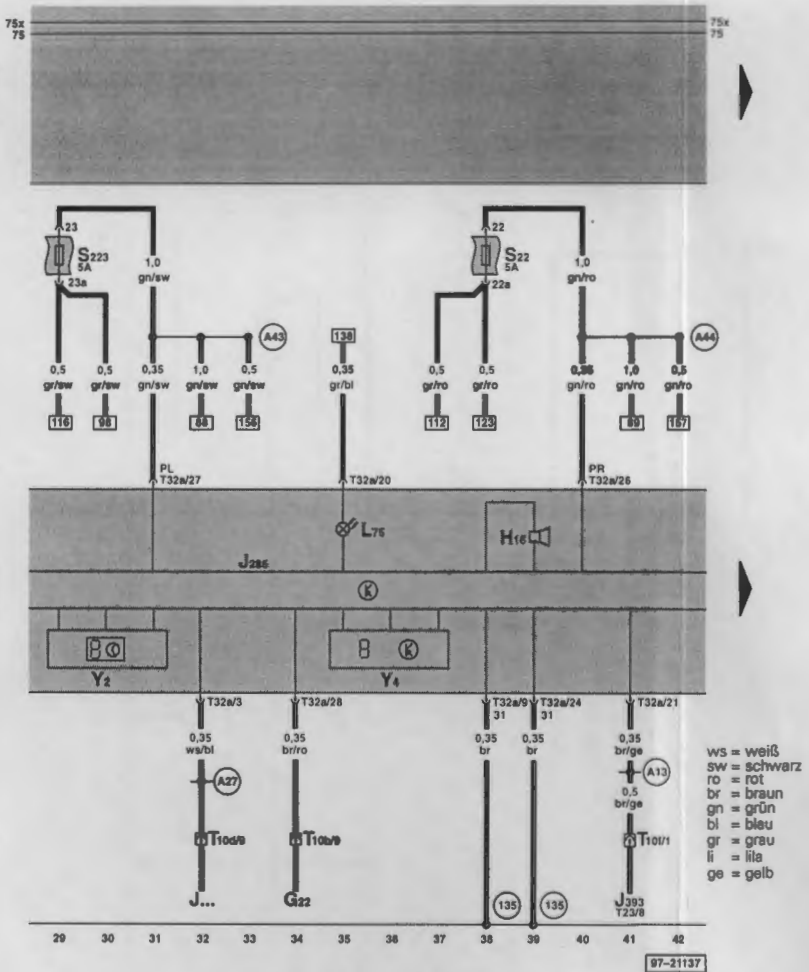 75x 75x
75 75
23 22
S223 S22
5A 5A
23a 22a
1,0 1,0
gn/sw gn/ro
A43 138 A44
0,5 0,5 0,35 1,0 0,5 0,35 0,5 0,5 0,35 1,0 0,5
gr/sw gr/sw gn/sw gn/sw gn/sw gr/bl gr/ro gr/ro gn/ro gn/ro gn/ro
116 98 88 156 112 123 89 157
PL PR
T32a/27 T32a/20 T32a/26
L75 H16
J285
Y2 Y4
T32a/3 T32a/28 T32a/9 T32a/24 T32a/21
31 31
0,35 0,35 0,35 0,35 0,35
ws/bl br/ro br br br/ge
A27 A13
0,5
br/ge
T10d/9 T10b/9 T10l/1
J... G22 J393
T23/8
135 135
ws = weiß
sw = schwarz
ro = rot
br = braun
gn = grün
bl = blau
gr = grau
li = lila
ge = gelb
29 30 31 32 33 34 35 36 37 38 39 40 41 42
97-21137